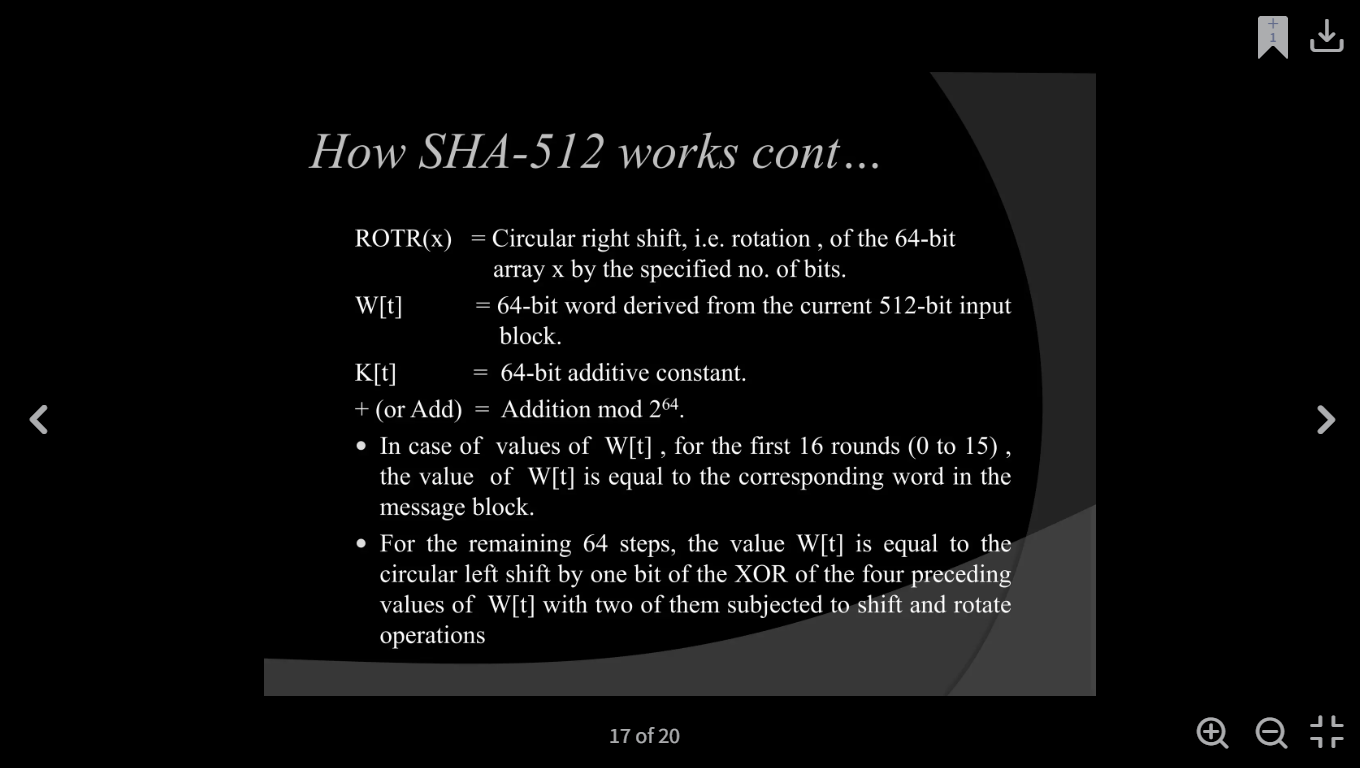 +
1
How SHA-512 works cont…
ROTR(x) = Circular right shift, i.e. rotation , of the 64-bit
array x by the specified no. of bits.
W[t] = 64-bit word derived from the current 512-bit input
block.
K[t] = 64-bit additive constant.
+ (or Add) = Addition mod 2⁶⁴.
• In case of values of W[t] , for the first 16 rounds (0 to 15) ,
the value of W[t] is equal to the corresponding word in the
message block.
• For the remaining 64 steps, the value W[t] is equal to the
circular left shift by one bit of the XOR of the four preceding
values of W[t] with two of them subjected to shift and rotate
operations
17 of 20